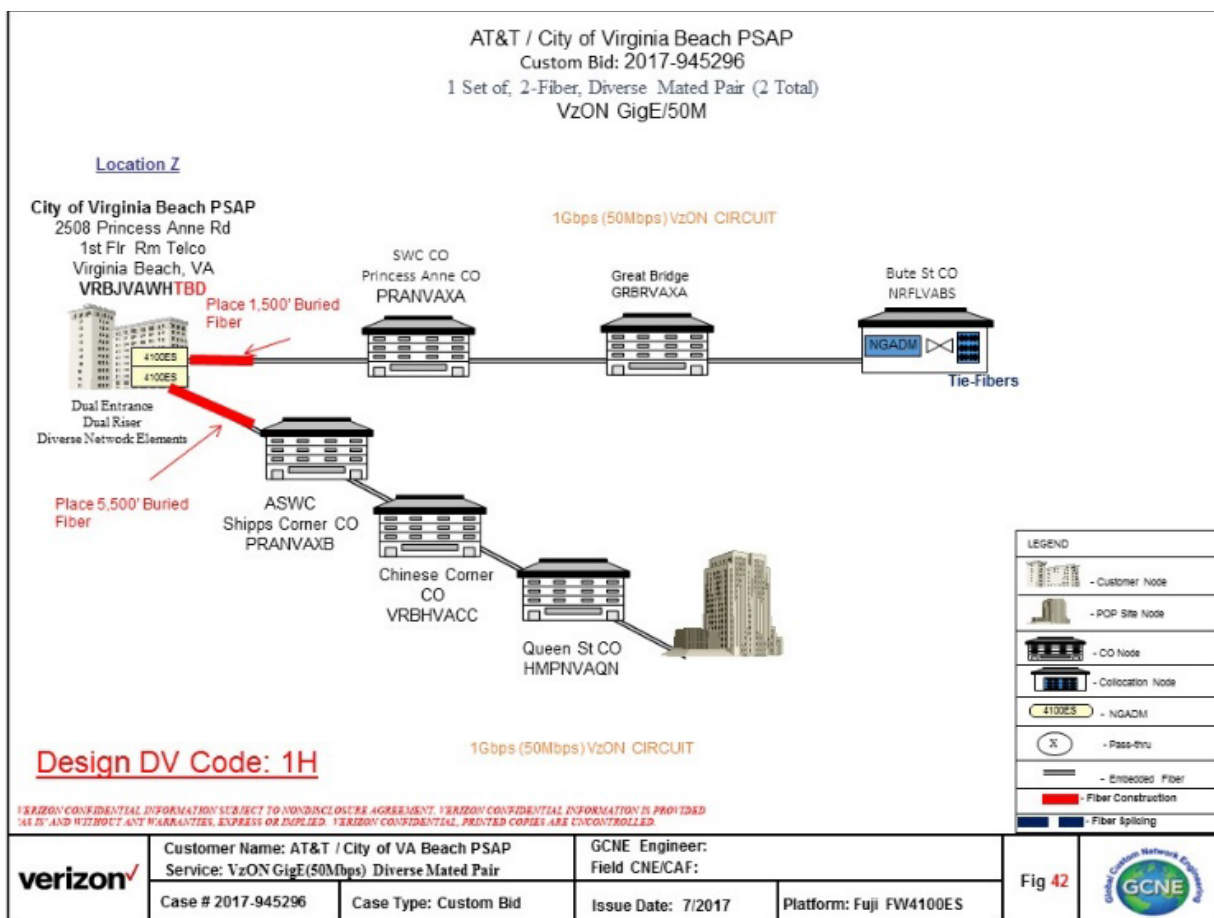 AT&T / City of Virginia Beach PSAP
Custom Bid: 2017-945296
1 Set of, 2-Fiber, Diverse Mated Pair (2 Total)
VzON GigE/50M
Location Z
City of Virginia Beach PSAP
2508 Princess Anne Rd
1st Flr Rm Telco
Virginia Beach, VA
VRBJVAWHTBD
Place 1,500' Buried
Fiber
1Gbps (50Mbps) VzON CIRCUIT
SWC CO
Princess Anne CO
PRANVAXA
Great Bridge
GRBRVAXA
Bute St CO
NRFLVABS
NGADM
Tie-Fibers
4100ES
4100ES
Dual Entrance
Dual Riser
Diverse Network Elements
Place 5,500' Buried
Fiber
ASWC
Shipps Corner CO
PRANVAXB
Chinese Corner
CO
VRBHVACC
Queen St CO
HMPNVAQN
1Gbps (50Mbps) VzON CIRCUIT
Design DV Code: 1H
LEGEND
- Customer Node
- POP Site Node
- CO Node
- Collocation Node
4100ES - NGADM
X - Pass-thru
- Embedded Fiber
- Fiber Construction
- Fiber Splicing
VERIZON CONFIDENTIAL INFORMATION SUBJECT TO NONDISCLOSURE AGREEMENT. VERIZON CONFIDENTIAL INFORMATION IS PROVIDED
'AS IS' AND WITHOUT ANT WARRANTIES, EXPRESS OR IMPLIED. VERIZON CONFIDENTIAL, PRINTED COPIES ARE UNCONTROLLED.
verizon
Customer Name: AT&T / City of VA Beach PSAP
Service: VzON GigE(50Mbps) Diverse Mated Pair
GCNE Engineer:
Field CNE/CAF:
Case # 2017-945296
Case Type: Custom Bid
Issue Date: 7/2017
Platform: Fuji FW4100ES
Fig 42
Global Custom Network Engineering
GCNE